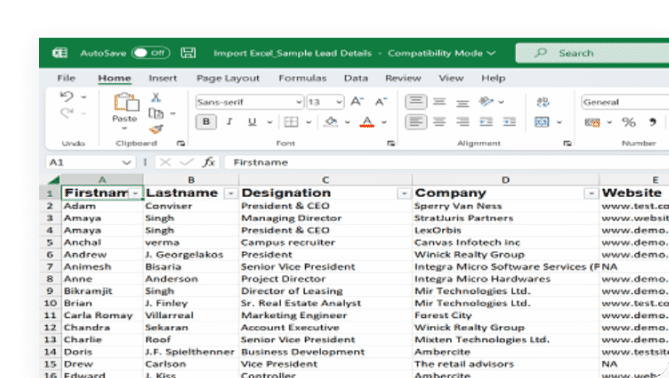 AutoSave Off Import Excel_Sample Lead Details - Compatibility Mode Search
File Home Insert Page Layout Formulas Data Review View Help
Sans-serif 13 A A General
Paste B I U A % 9
Undo Clipboard Font Alignment Number
A1 fx Firstname
A B C D E
1 Firstnam Lastname Designation Company Website
2 Adam Conviser President & CEO Sperry Van Ness www.test.co
3 Amaya Singh Managing Director StratJuris Partners www.websit
4 Amaya Singh President & CEO LexOrbis www.demo.
5 Anchal verma Campus recruiter Canvas Infotech Inc www.demo.
6 Andrew J. Georgelakos President Winick Realty Group www.demo.
7 Animesh Bisaria Senior Vice President Integra Micro Software Services (P NA
8 Anne Anderson Project Director Integra Micro Hardwares www.demo.
9 Bikramjit Singh Director of Leasing Mir Technologies Ltd. www.demo.
10 Brian J. Finley Sr. Real Estate Analyst Mir Technologies Ltd. www.test.co
11 Carla Romay Villarreal Marketing Engineer Forest City www.demo.
12 Chandra Sekaran Account Executive Winick Realty Group www.demo.
13 Charlie Roof Senior Vice President Mixten Technologies Ltd. www.demo.
14 Doris J.F. Spielthenner Business Development Ambercite www.testsit
15 Drew Carlson Vice President The retail advisors NA
16 Edward J. Kiss Controller Ambercite